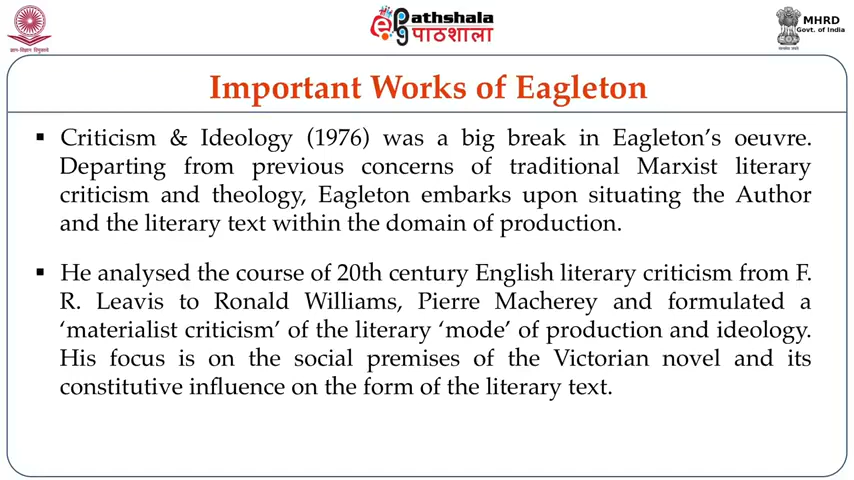 ePathshala
पाठशाला
MHRD
Govt. of India
Important Works of Eagleton
▪ Criticism & Ideology (1976) was a big break in Eagleton's oeuvre.
Departing from previous concerns of traditional Marxist literary
criticism and theology, Eagleton embarks upon situating the Author
and the literary text within the domain of production.
▪ He analysed the course of 20th century English literary criticism from F.
R. Leavis to Ronald Williams, Pierre Macherey and formulated a
‘materialist criticism’ of the literary ‘mode’ of production and ideology.
His focus is on the social premises of the Victorian novel and its
constitutive influence on the form of the literary text.